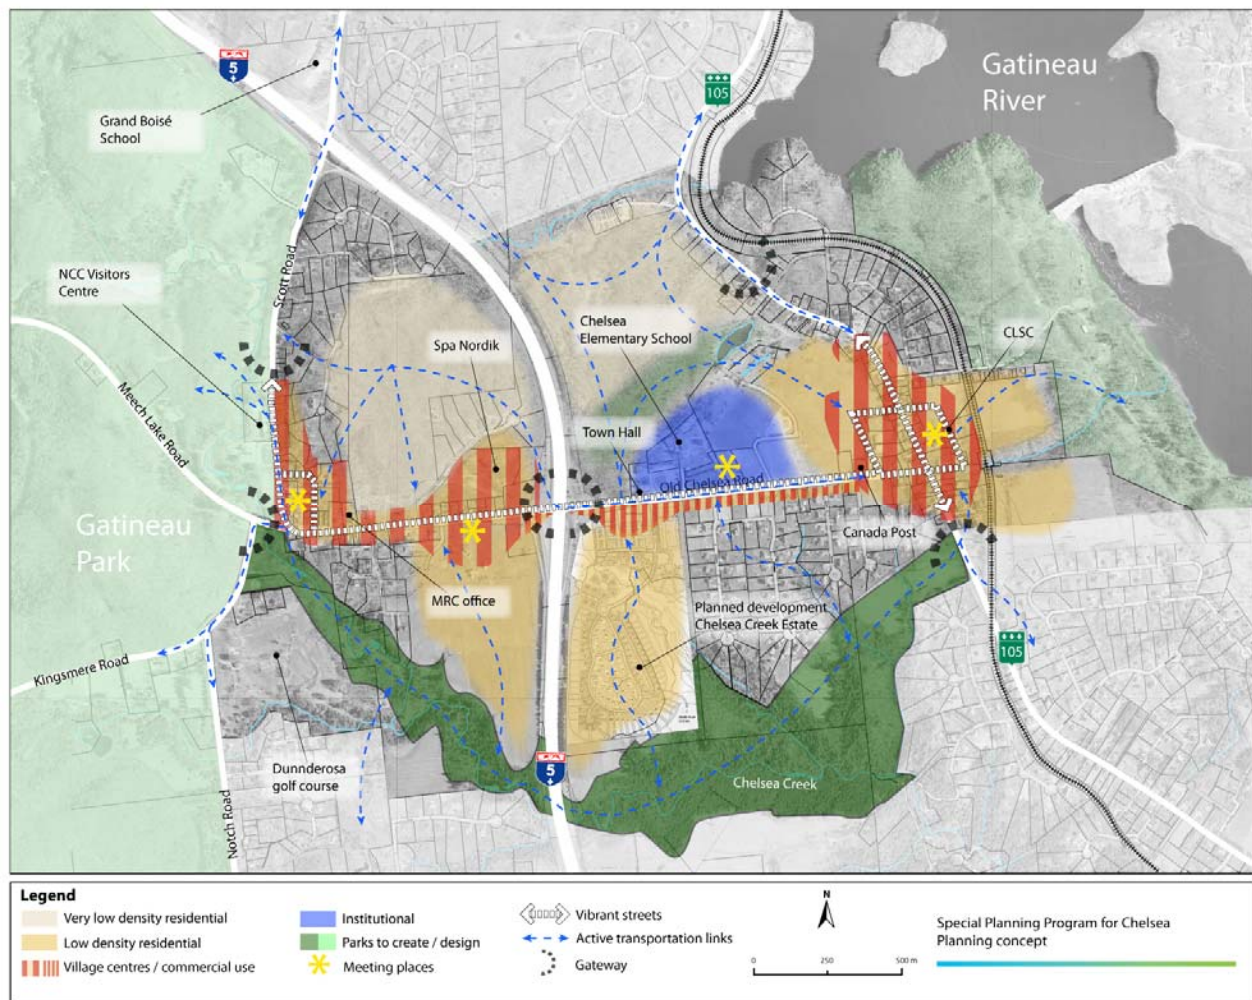 5
105
Gatineau
River
Grand Boisé
School
NCC Visitors
Centre
Scott Road
Chelsea
Elementary School
CLSC
Spa Nordik
Meech Lake Road
Town Hall
Old Chelsea Road
Gatineau
Park
Canada Post
MRC office
Planned development
Chelsea Creek Estate
105
Kingsmere Road
5
Dunnderosa
golf course
Chelsea Creek
Notch Road
Legend
Very low density residential
Low density residential
Village centres / commercial use
Institutional
Parks to create / design
Meeting places
Vibrant streets
Active transportation links
Gateway
N
0 250 500 m
Special Planning Program for Chelsea
Planning concept